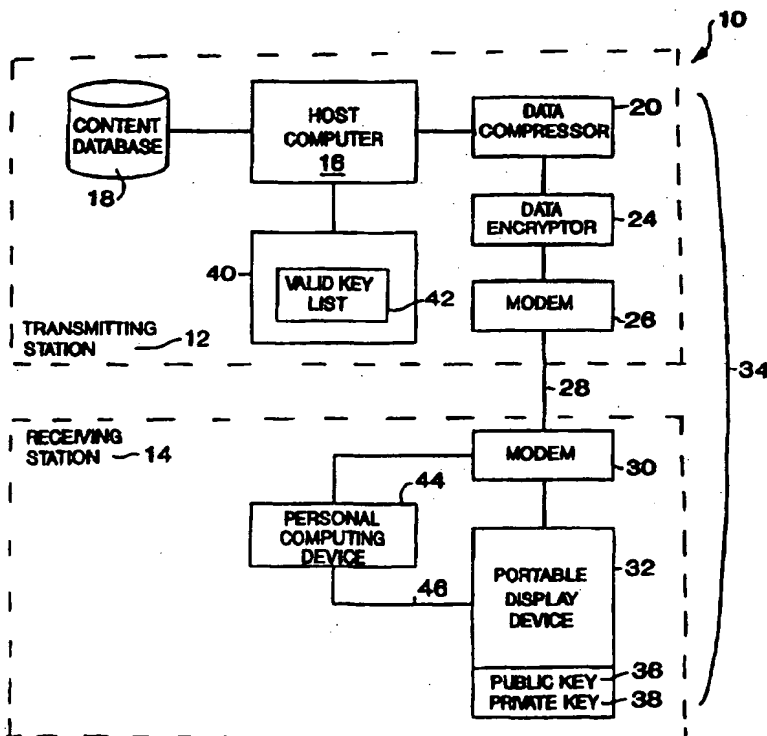 10
CONTENT
DATABASE
18
HOST
COMPUTER
16
DATA
COMPRESSOR
20
DATA
ENCRYPTOR
24
40
VALID KEY
LIST
42
MODEM
26
TRANSMITTING
STATION
12
28
34
RECEIVING
STATION
14
MODEM
30
44
PERSONAL
COMPUTING
DEVICE
46
PORTABLE
DISPLAY
DEVICE
32
PUBLIC KEY
36
PRIVATE KEY
38